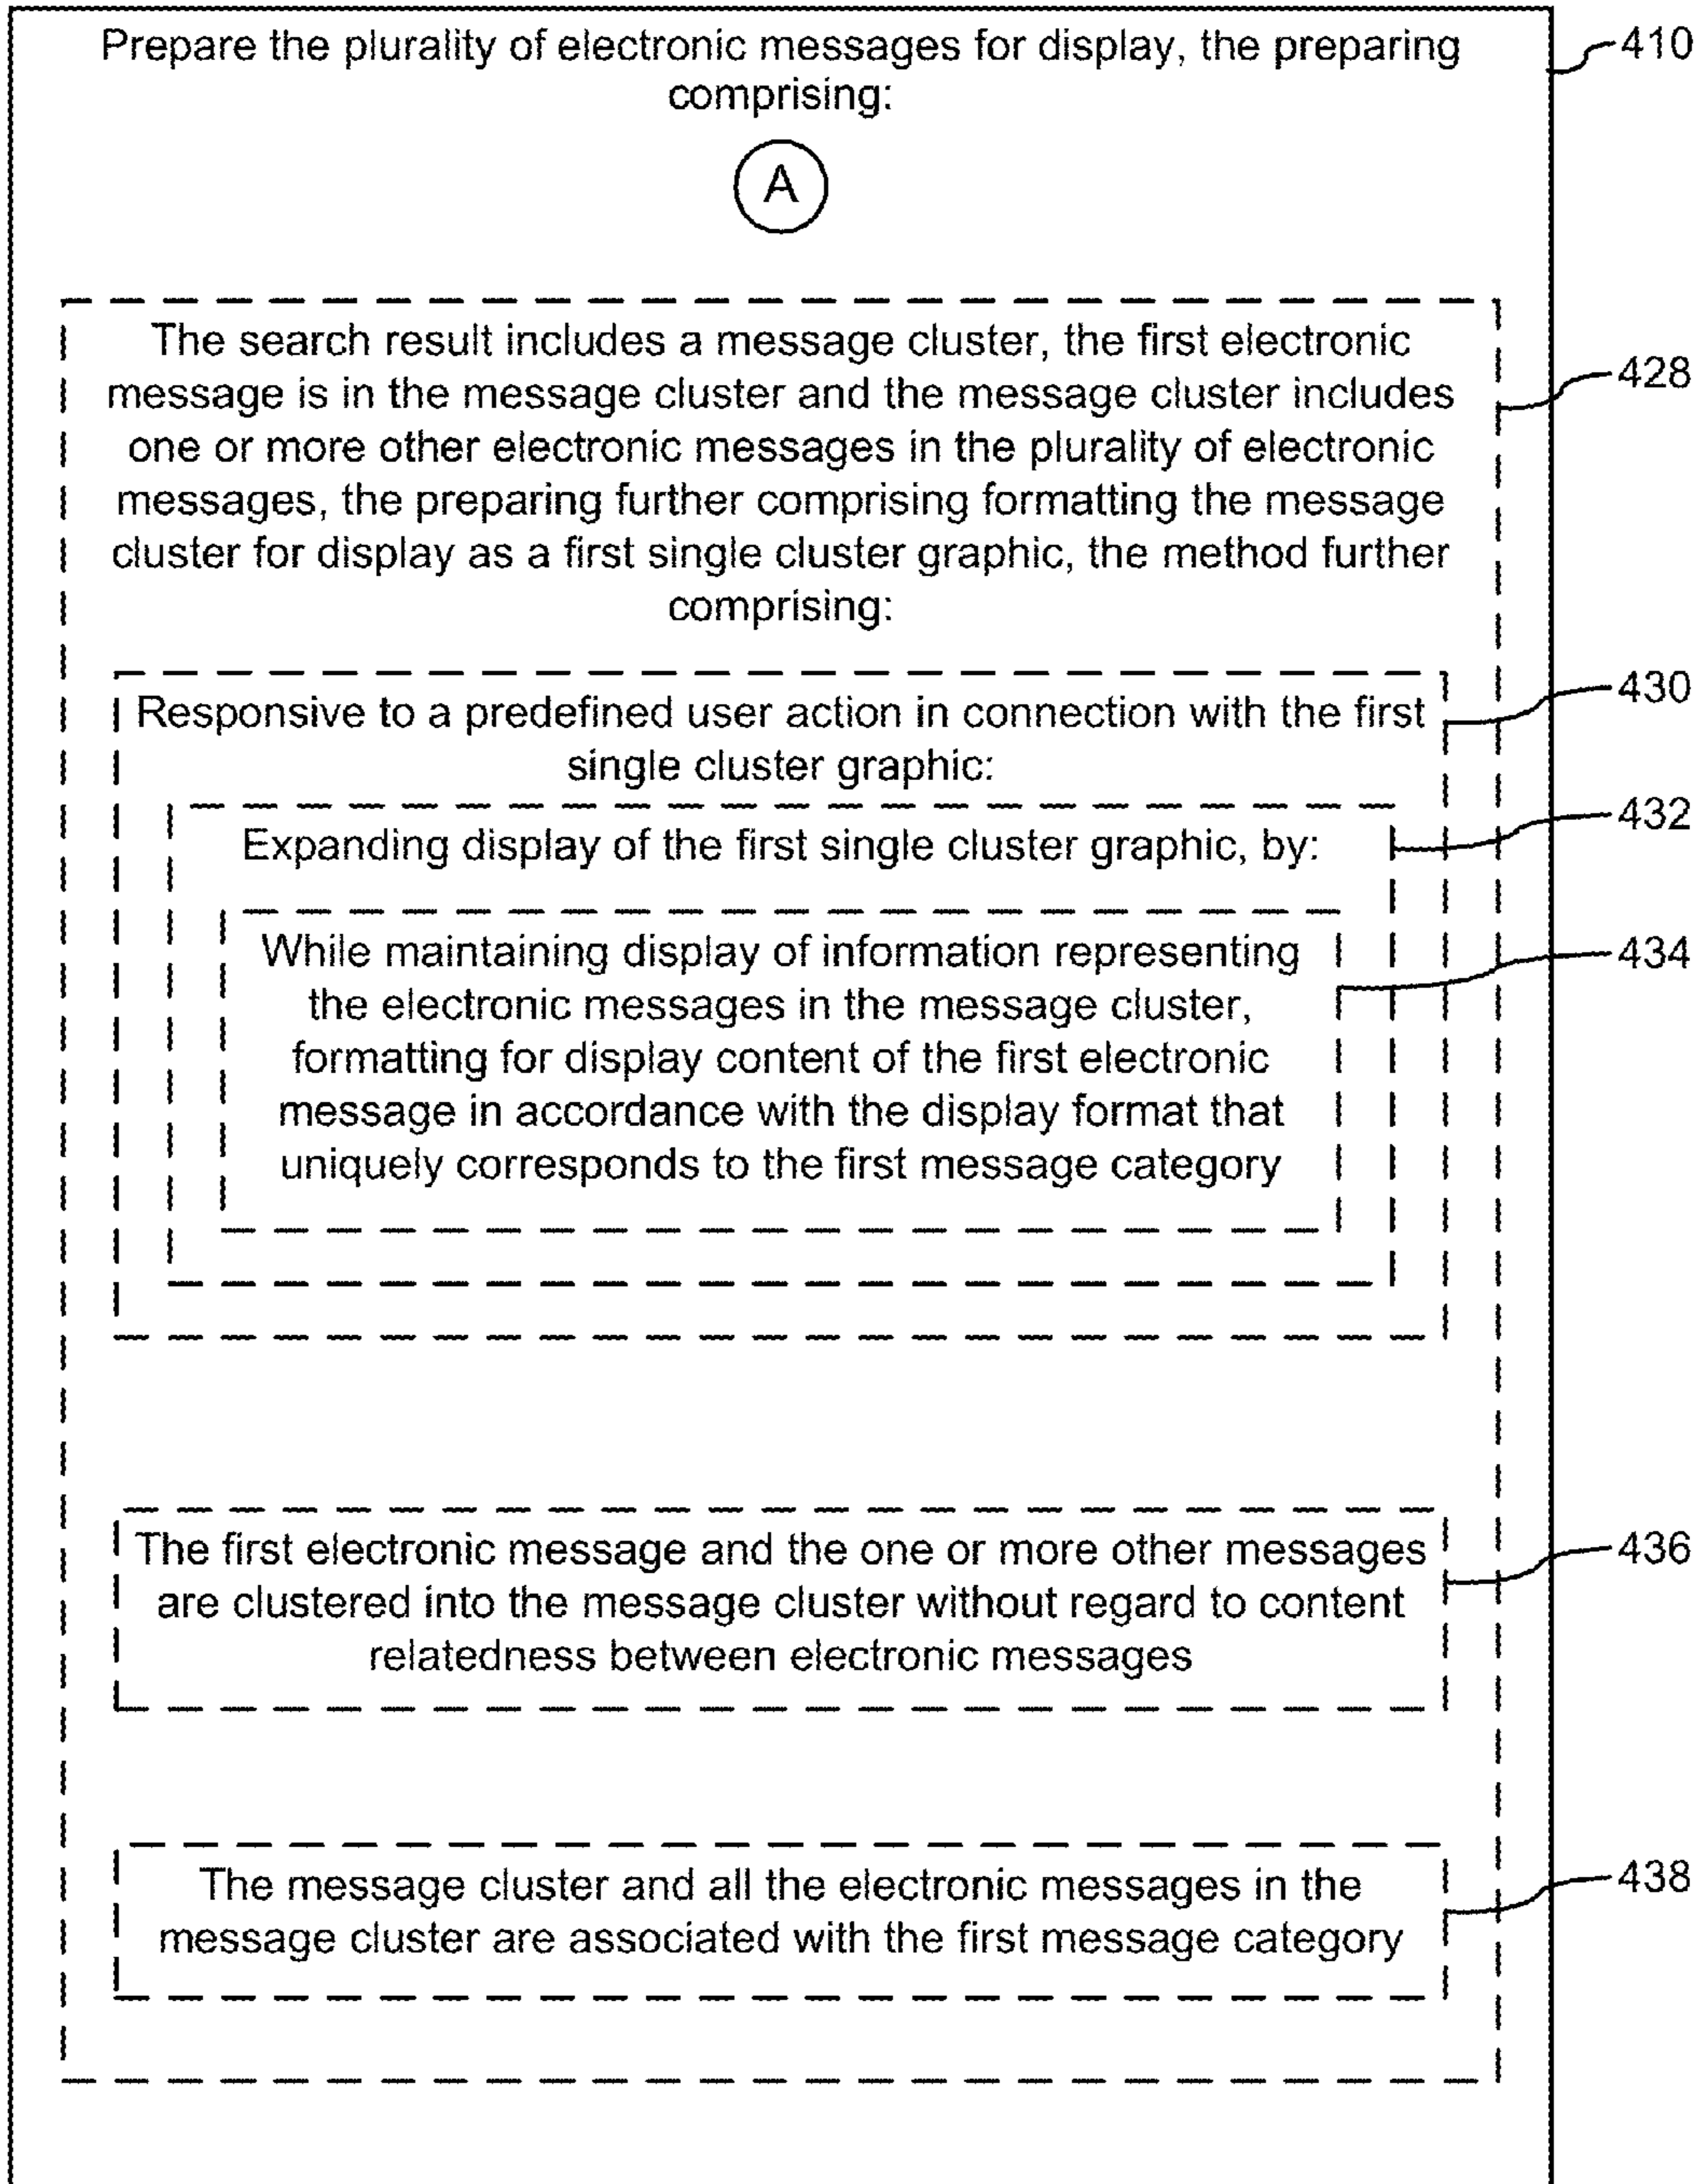 Prepare the plurality of electronic messages for display, the preparing
comprising:
410
A
The search result includes a message cluster, the first electronic
message is in the message cluster and the message cluster includes
one or more other electronic messages in the plurality of electronic
messages, the preparing further comprising formatting the message
cluster for display as a first single cluster graphic, the method further
comprising:
428
Responsive to a predefined user action in connection with the first
single cluster graphic:
430
Expanding display of the first single cluster graphic, by:
432
While maintaining display of information representing
the electronic messages in the message cluster,
formatting for display content of the first electronic
message in accordance with the display format that
uniquely corresponds to the first message category
434
The first electronic message and the one or more other messages
are clustered into the message cluster without regard to content
relatedness between electronic messages
436
The message cluster and all the electronic messages in the
message cluster are associated with the first message category
438